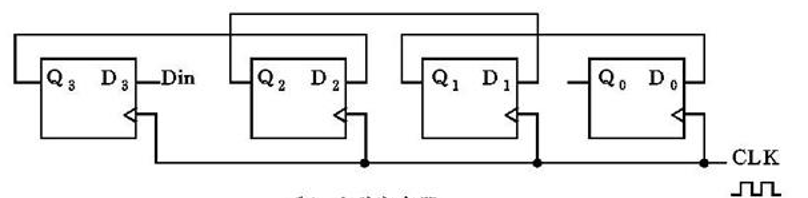 Q3 D3 Din Q2 D2 Q1 D1 Q0 D0
CLK